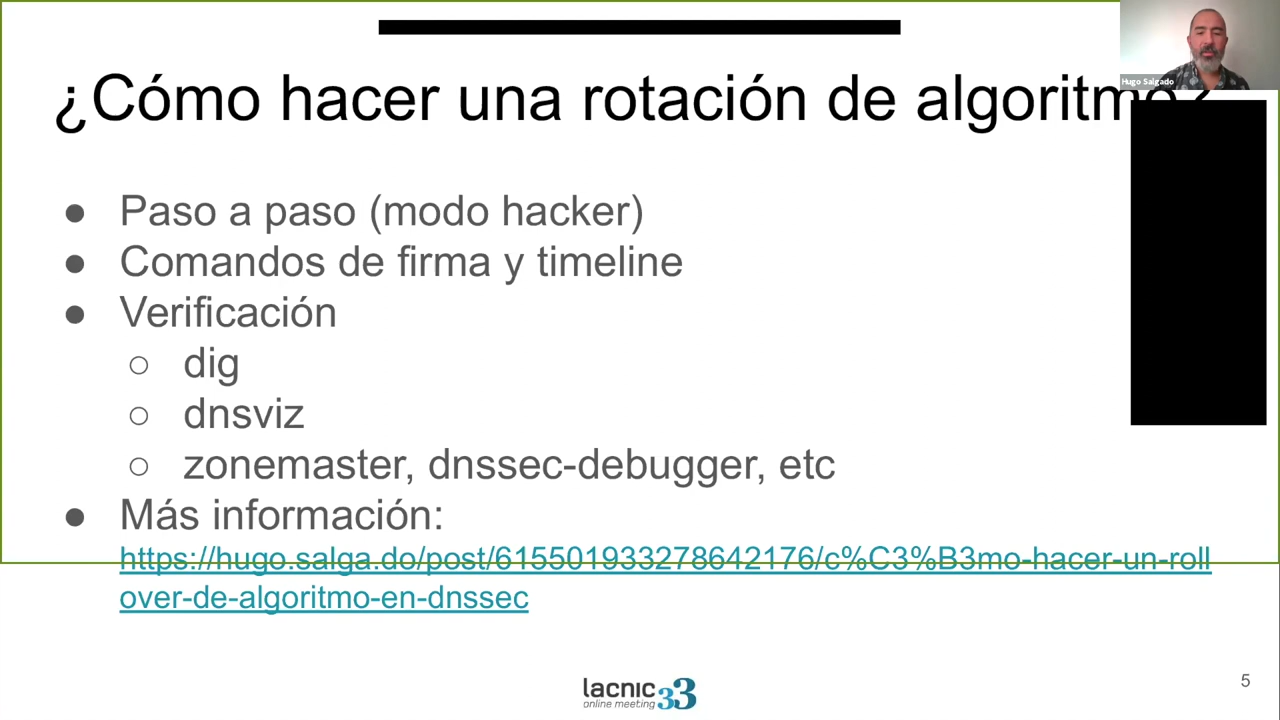 Hugo Salgado
¿Cómo hacer una rotación de algoritmo?
● Paso a paso (modo hacker)
● Comandos de firma y timeline
● Verificación
○ dig
○ dnsviz
○ zonemaster, dnssec-debugger, etc
● Más información:
https://hugo.salga.do/post/615501933278642176/c%C3%B3mo-hacer-un-roll
over-de-algoritmo-en-dnssec
lacnic 33
online meeting
5